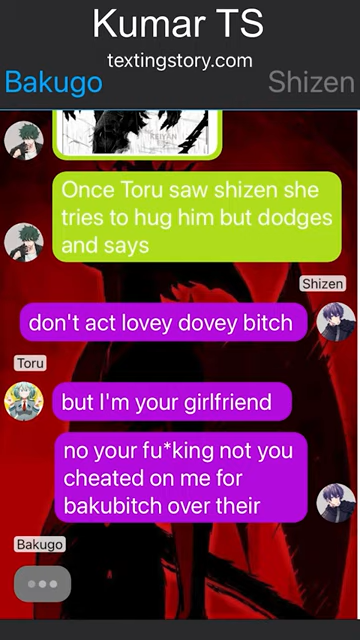 Kumar TS
textingstory.com
Bakugo
Shizen
Once Toru saw shizen she
tries to hug him but dodges
and says
Shizen
don't act lovey dovey bitch
Toru
but I'm your girlfriend
no your fu*king not you
cheated on me for
bakubitch over their
Bakugo